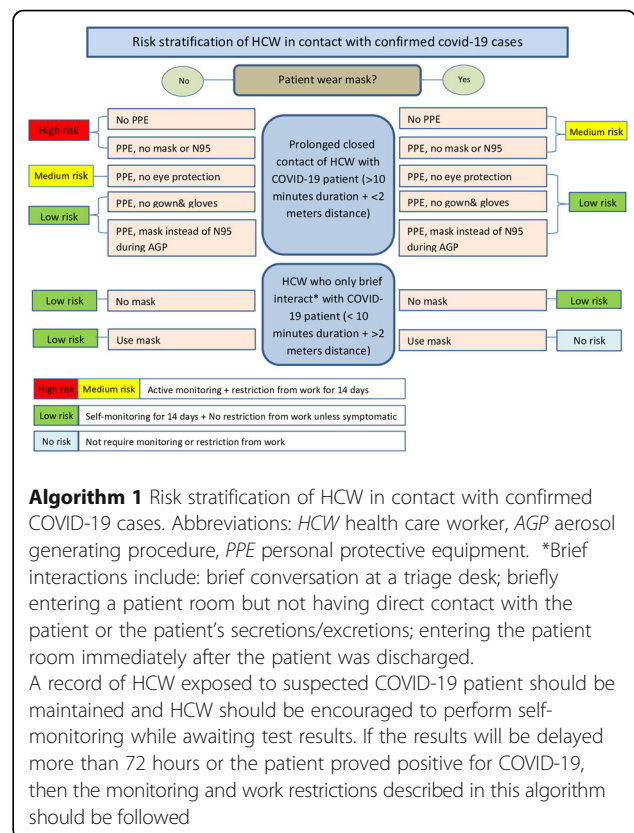 Risk stratification of HCW in contact with confirmed covid-19 cases
No
Patient wear mask?
Yes
High risk
No PPE
PPE, no mask or N95
Medium risk
PPE, no eye protection
Low risk
PPE, no gown& gloves
PPE, mask instead of N95
during AGP
Prolonged closed
contact of HCW with
COVID-19 patient (>10
minutes duration + <2
meters distance)
No PPE
PPE, no mask or N95
Medium risk
PPE, no eye protection
PPE, no gown& gloves
Low risk
PPE, mask instead of N95
during AGP
Low risk
No mask
Low risk
Use mask
HCW who only brief
interact* with COVID-
19 patient (< 10
minutes duration + >2
meters distance)
No mask
Low risk
Use mask
No risk
High risk Medium risk Active monitoring + restriction from work for 14 days
Low risk Self-monitoring for 14 days + No restriction from work unless symptomatic
No risk Not require monitoring or restriction from work
Algorithm 1 Risk stratification of HCW in contact with confirmed
COVID-19 cases. Abbreviations: HCW health care worker, AGP aerosol
generating procedure, PPE personal protective equipment. *Brief
interactions include: brief conversation at a triage desk; briefly
entering a patient room but not having direct contact with the
patient or the patient's secretions/excretions; entering the patient
room immediately after the patient was discharged.
A record of HCW exposed to suspected COVID-19 patient should be
maintained and HCW should be encouraged to perform self-
monitoring while awaiting test results. If the results will be delayed
more than 72 hours or the patient proved positive for COVID-19,
then the monitoring and work restrictions described in this algorithm
should be followed